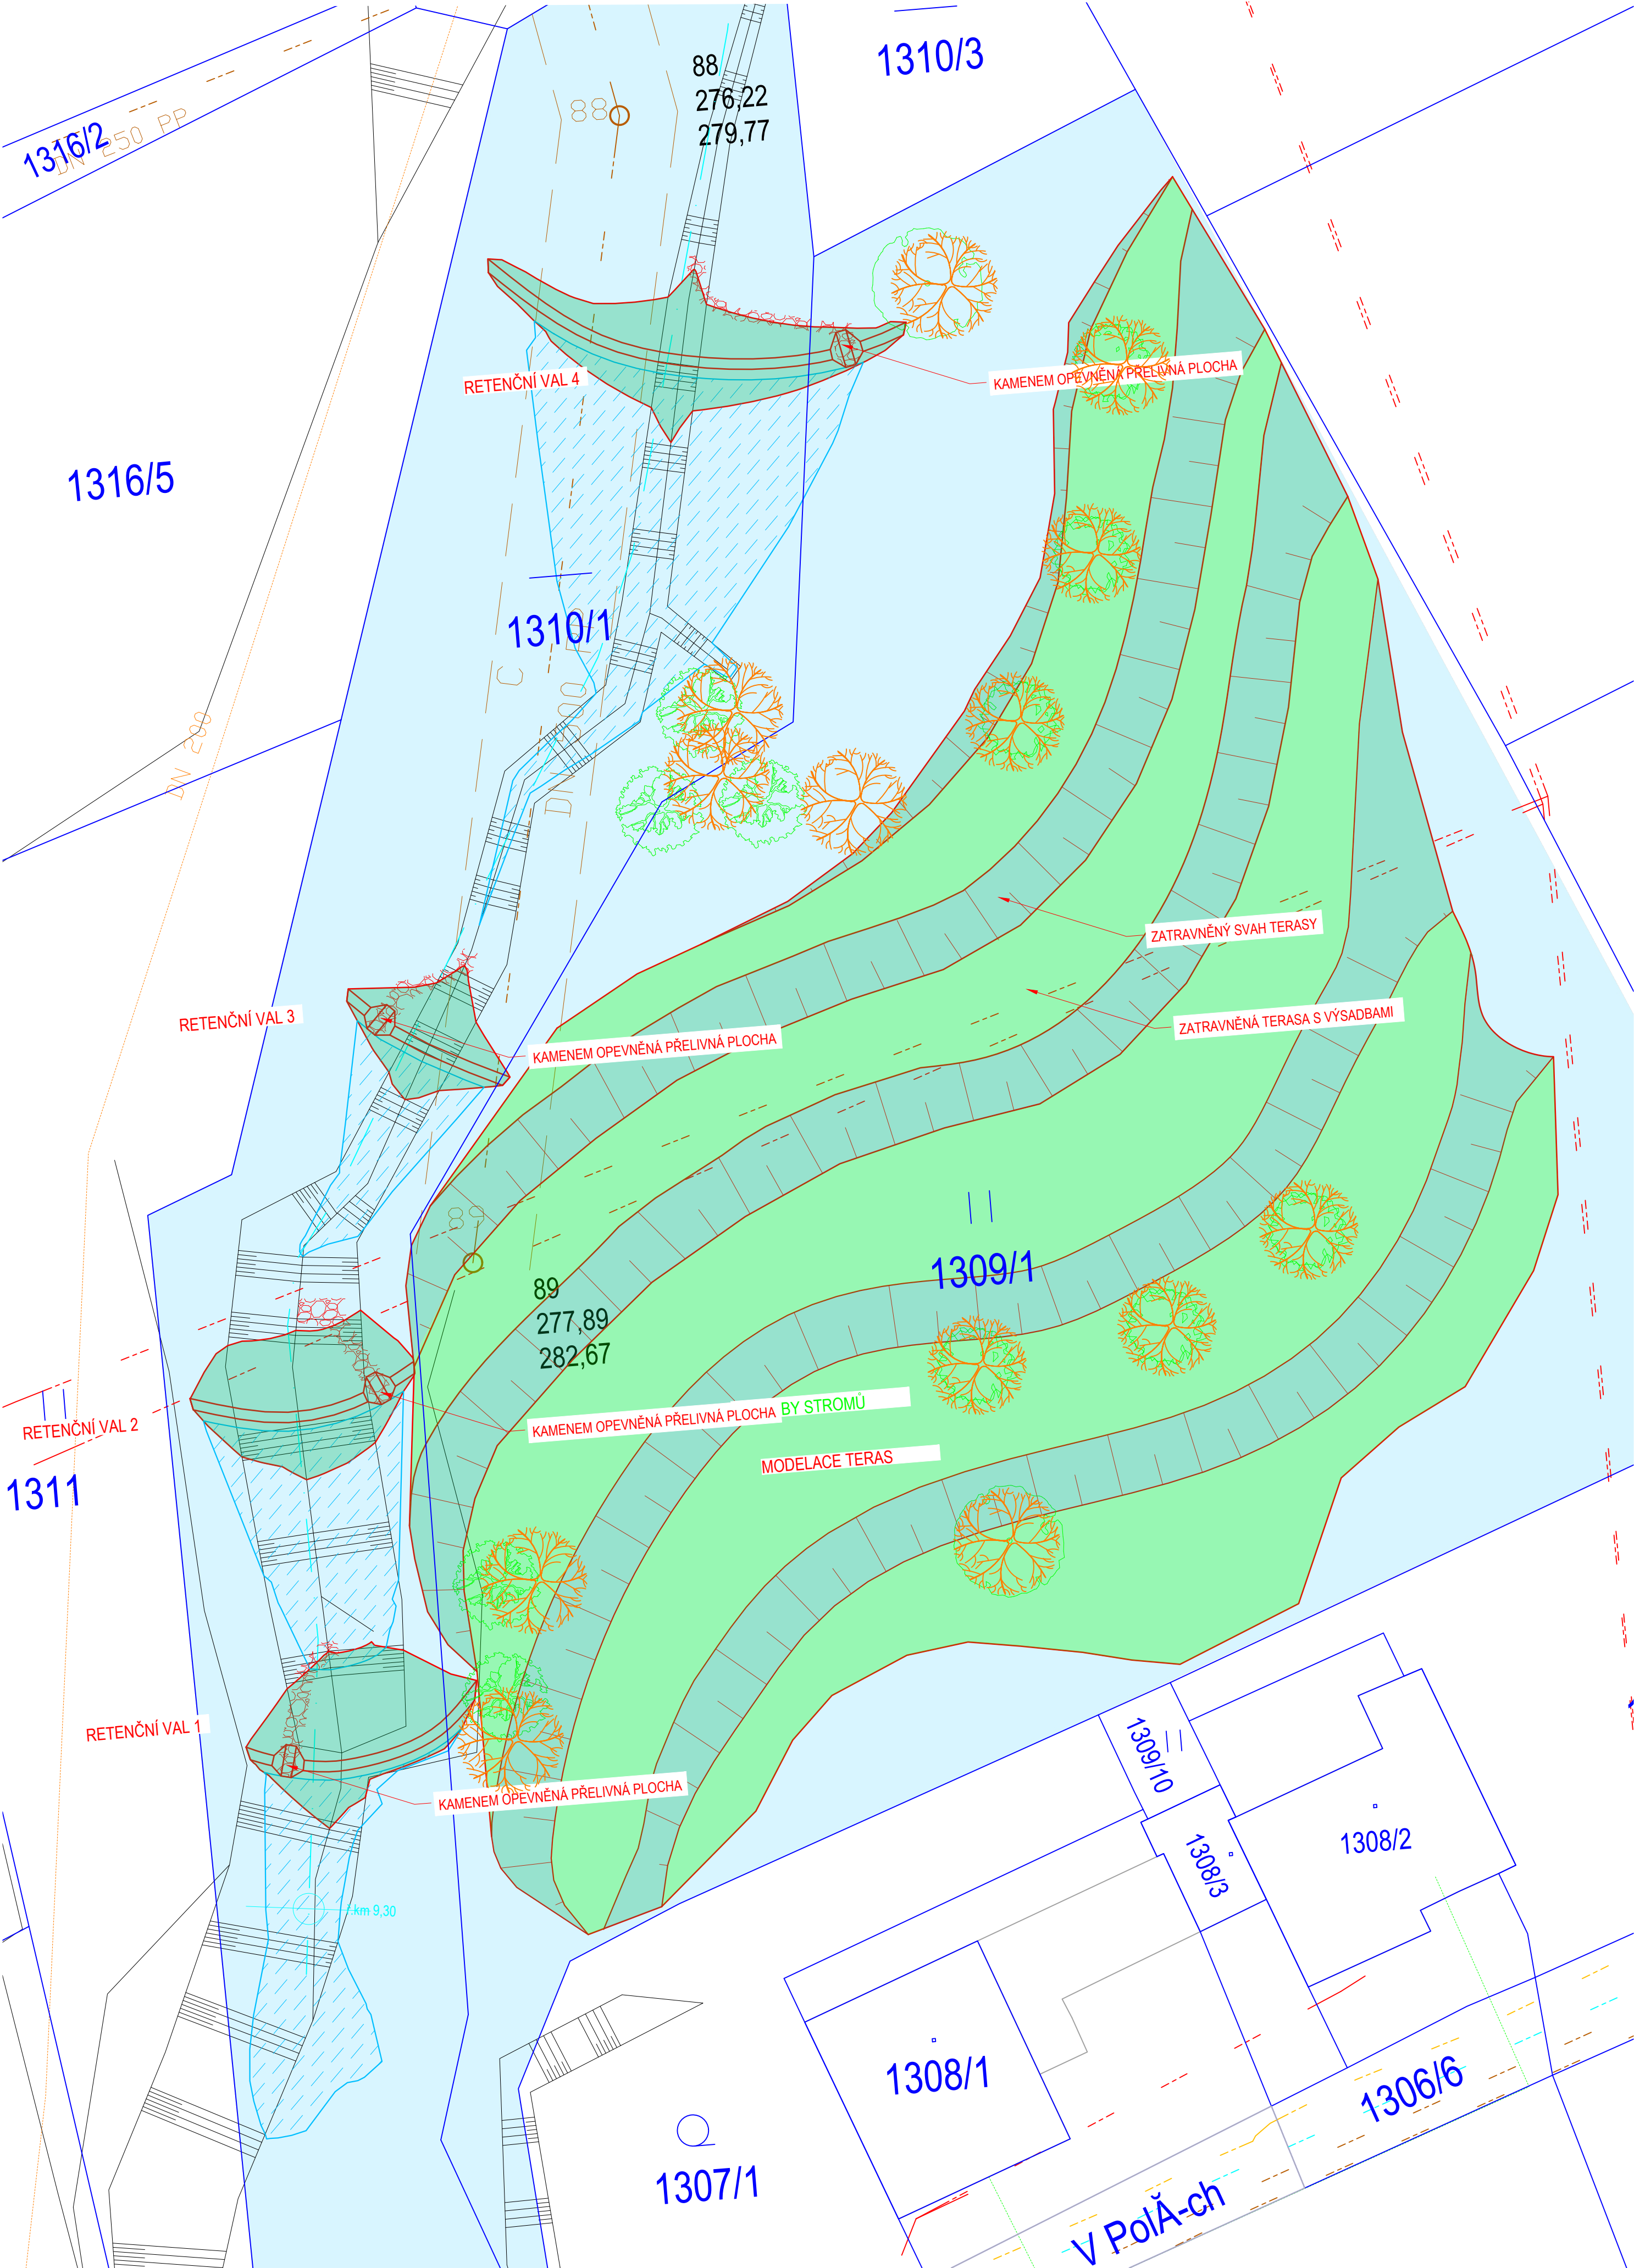 1310/3
88
276,22
279,77
88
1316/2
DN 250 PP
RETENČNÍ VAL 4
KAMENEM OPEVNĚNÁ PŘELIVNÁ PLOCHA
1316/5
1310/1
C
ZATRAVNĚNÝ SVAH TERASY
RETENČNÍ VAL 3
KAMENEM OPEVNĚNÁ PŘELIVNÁ PLOCHA
ZATRAVNĚNÁ TERASA S VÝSADBAMI
89
1309/1
89
277,89
282,67
RETENČNÍ VAL 2
KAMENEM OPEVNĚNÁ PŘELIVNÁ PLOCHA
BY STROMŮ
MODELACE TERAS
1311
RETENČNÍ VAL 1
KAMENEM OPEVNĚNÁ PŘELIVNÁ PLOCHA
1309/10
1308/2
1308/3
km 9,30
1308/1
1306/6
1307/1
V PolĂ-ch